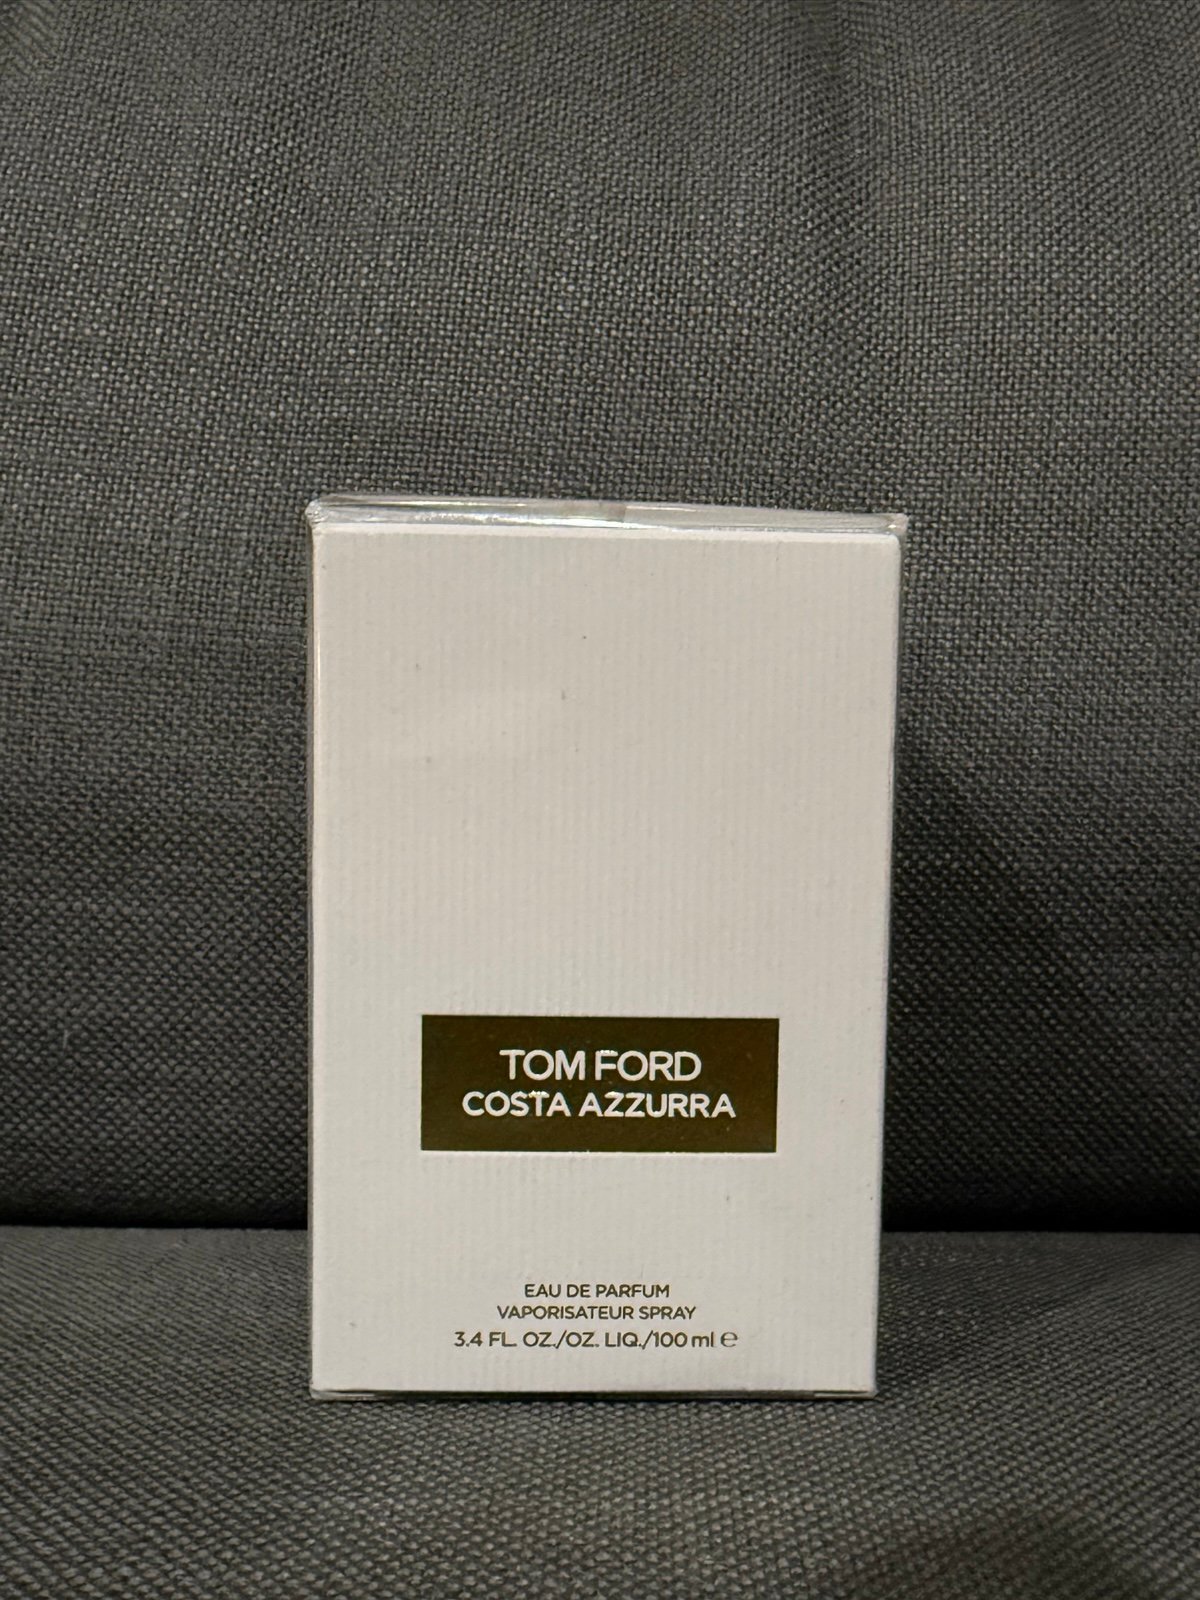 TOM FORD
COSTA AZZURRA
EAU DE PARFUM
VAPORISATEUR SPRAY
3.4 FL. OZ./OZ. LIQ./100 ml ℮